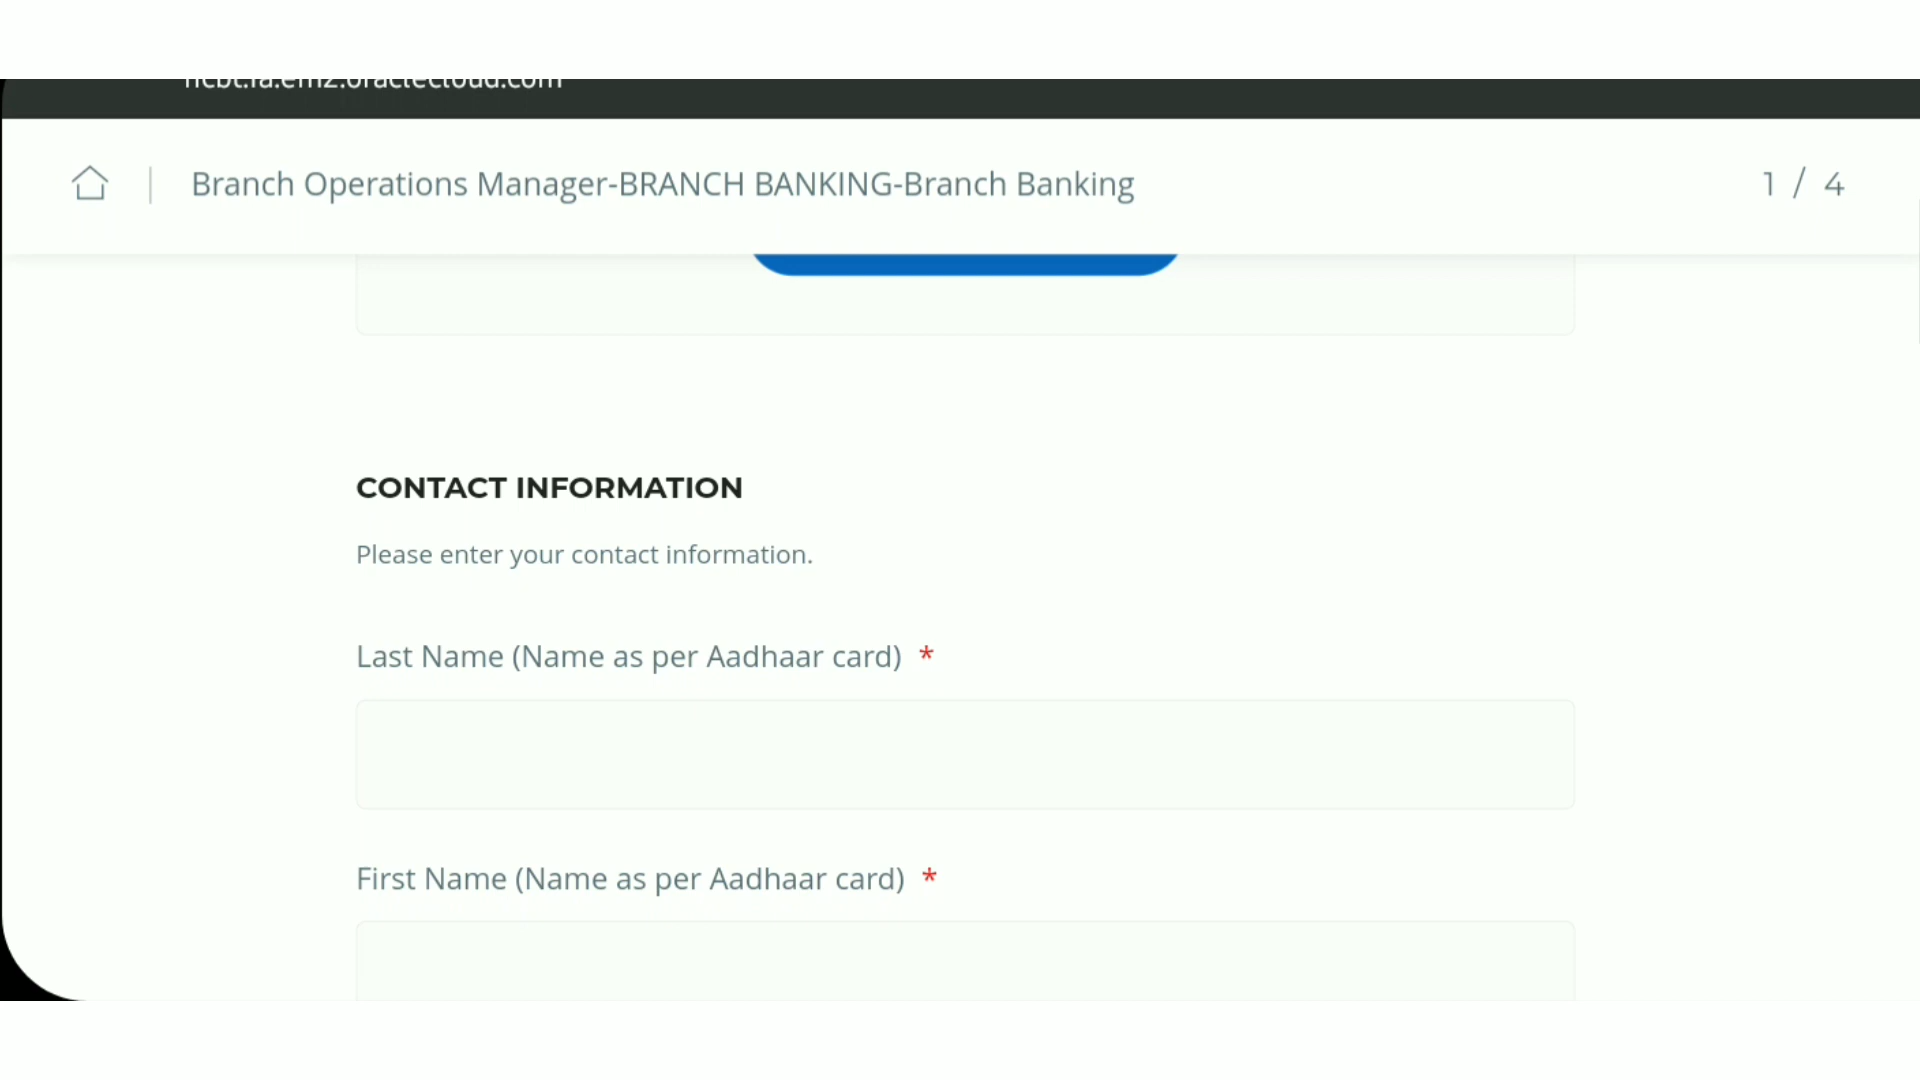 Branch Operations Manager-BRANCH BANKING-Branch Banking
1 / 4
CONTACT INFORMATION
Please enter your contact information.
Last Name (Name as per Aadhaar card) *
First Name (Name as per Aadhaar card) *